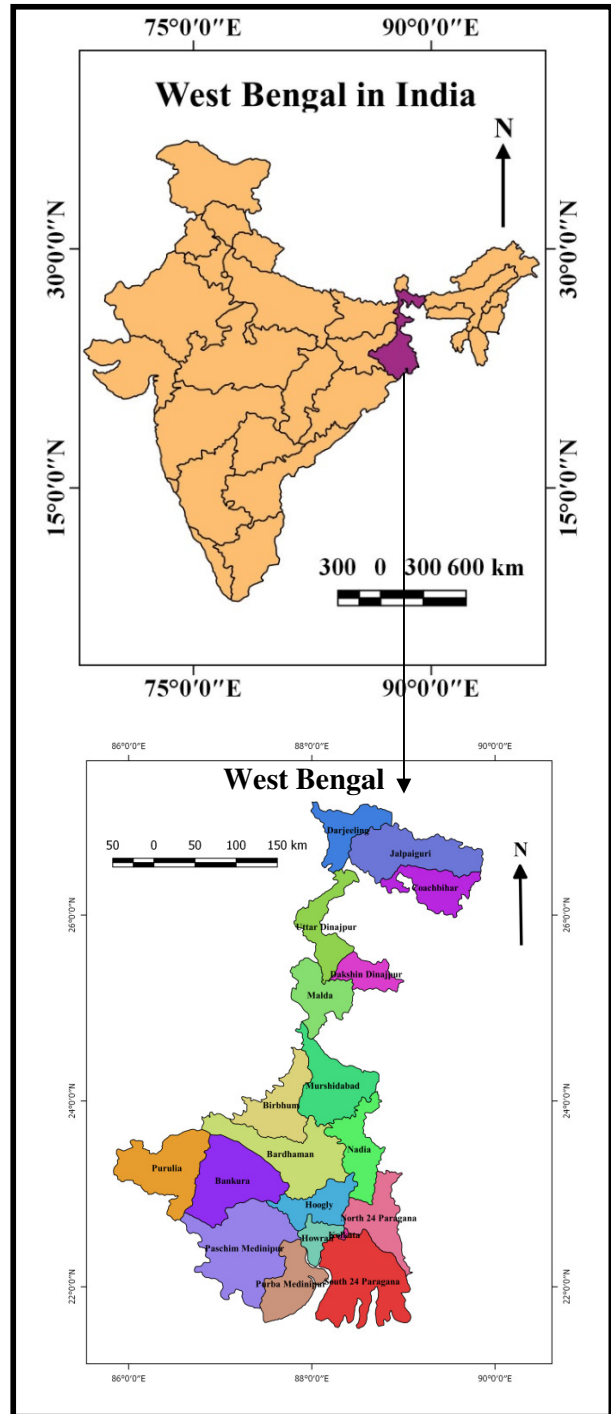 75°0'0"E 90°0'0"E
West Bengal in India
N
30°0'0"N 30°0'0"N
15°0'0"N 15°0'0"N
300 0 300 600 km
75°0'0"E 90°0'0"E
86°0'0"E 88°0'0"E 90°0'0"E
West Bengal
50 0 50 100 150 km
N
Darjeeling
Jalpaiguri
Coachbihar
26°0'0"N 26°0'0"N
Uttar Dinajpur
Dakshin Dinajpur
Malda
24°0'0"N 24°0'0"N
Murshidabad
Birbhum
Bardhaman
Nadia
Purulia
Bankura
Hoogly
North 24 Paragana
Howrah
Kolkata
Paschim Medinipur
Purba Medinipur
South 24 Paragana
22°0'0"N 22°0'0"N
86°0'0"E 88°0'0"E 90°0'0"E